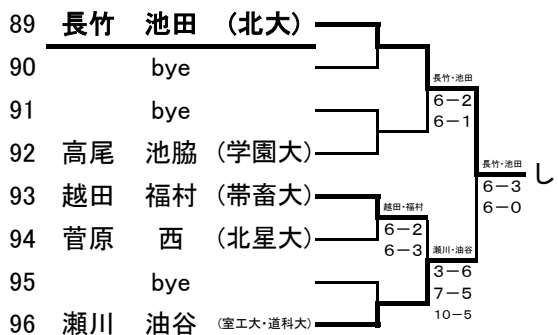 89 長竹 池田 (北大)
90 bye
91 bye
92 高尾 池脇 (学園大)
93 越田 福村 (帯畜大)
94 菅原 西 (北星大)
95 bye
96 瀬川 油谷 (室工大・道科大)
長竹・池田
6-2
6-1
越田・福村
6-2
6-3
瀬川・油谷
3-6
7-5
10-5
長竹・池田
6-3
6-0
し